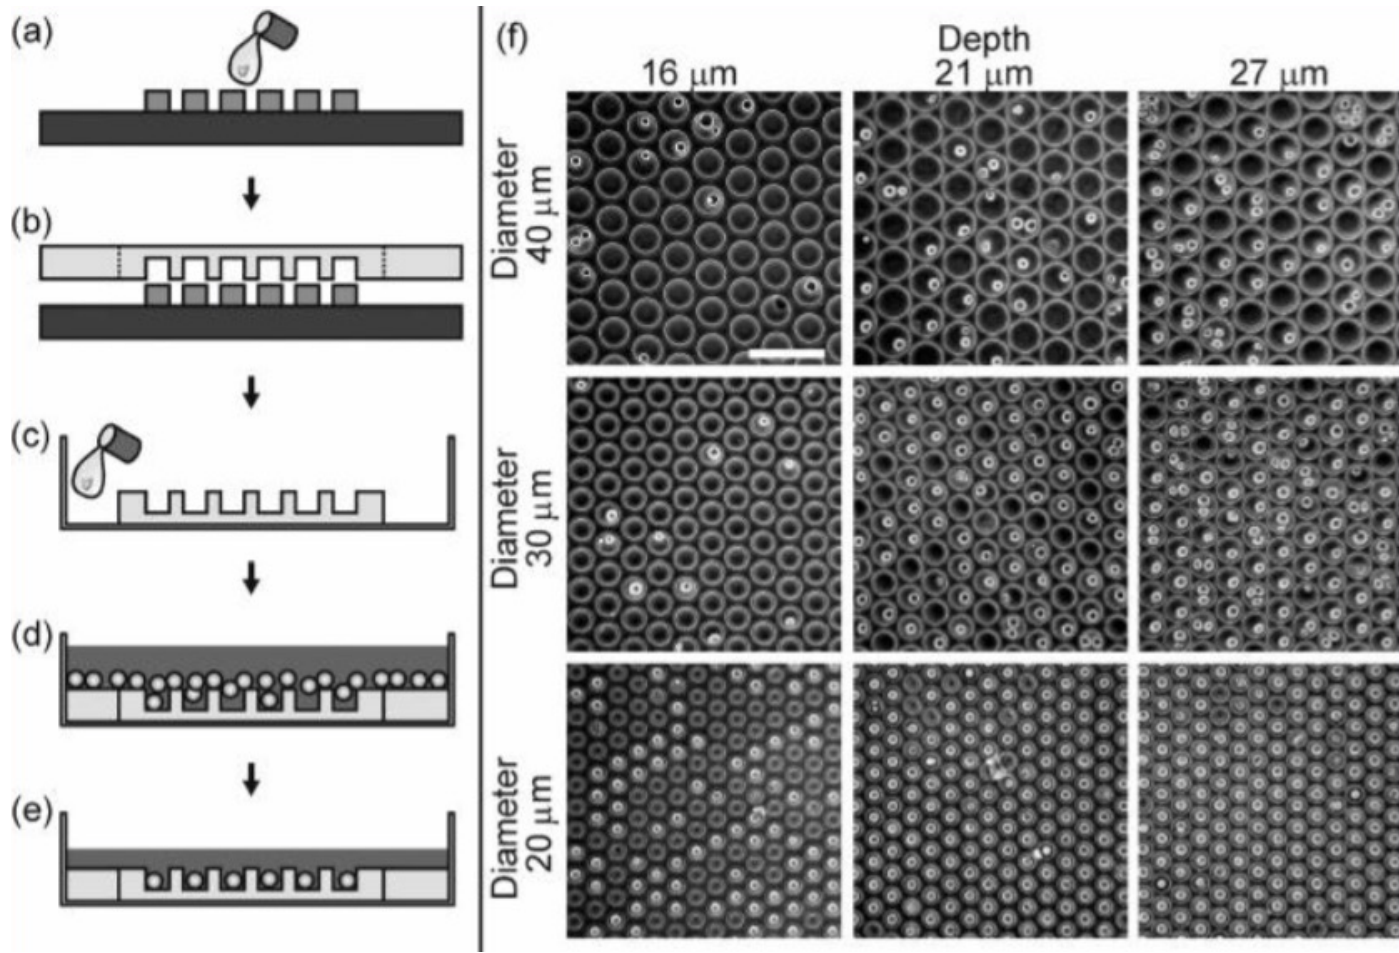 (a)
(b)
(c)
(d)
(e)
(f)
Depth
16 μm
21 μm
27 μm
Diameter
40 μm
Diameter
30 μm
Diameter
20 μm